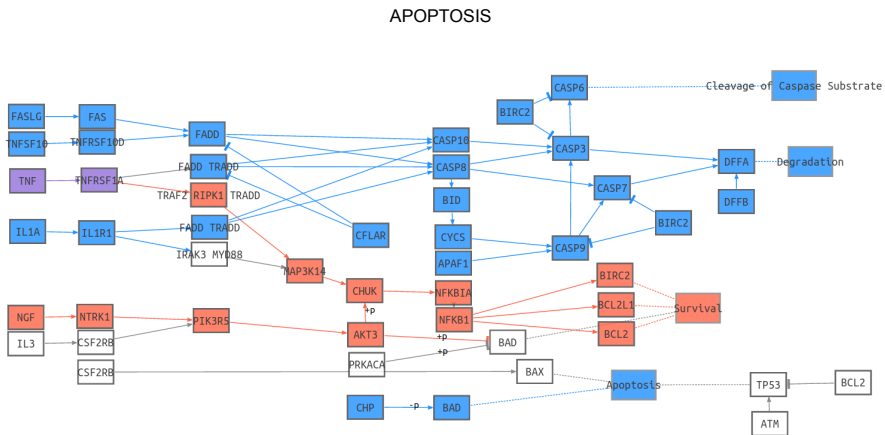 APOPTOSIS
CASP6
Cleavage of Caspase Substrate
BIRC2
FASLG
FAS
FADD
TNFSF10
TNFRSF10D
CASP10
CASP3
DFFA
Degradation
FADD TRADD
CASP8
TNF
TNFRSF1A
TRAF2 RIPK1 TRADD
CASP7
BID
DFFB
BIRC2
IL1A
IL1R1
FADD TRADD
CFLAR
CYCS
CASP9
IRAK3 MYD88
APAF1
MAP3K14
BIRC2
CHUK
NFKBIA
BCL2L1
Survival
NGF
NTRK1
PIK3R5
+p
NFKB1
BCL2
AKT3
+p
IL3
CSF2RB
BAD
+p
PRKACA
CSF2RB
BAX
Apoptosis
TP53
BCL2
CHP
-p
BAD
ATM